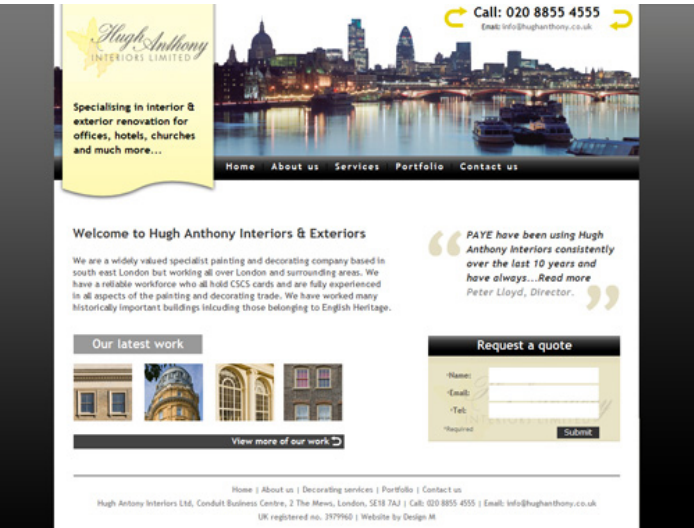 Hugh Anthony
INTERIORS LIMITED
Call: 020 8855 4555
Email: info@hughanthony.co.uk
Specialising in interior &
exterior renovation for
offices, hotels, churches
and much more...
Home About us Services Portfolio Contact us
Welcome to Hugh Anthony Interiors & Exteriors
We are a widely valued specialist painting and decorating company based in
south east London but working all over London and surrounding areas. We
have a reliable workforce who all hold CSCS cards and are fully experienced
in all aspects of the painting and decorating trade. We have worked many
historically important buildings inlcuding those belonging to English Heritage.
“ PAYE have been using Hugh
Anthony Interiors consistently
over the last 10 years and
have always...Read more
Peter Lloyd, Director. ”
Our latest work
View more of our work
Request a quote
*Name:
*Email:
*Tel:
INTERIORS LIMITED
*Required
Submit
Home | About us | Decorating services | Portfolio | Contact us
Hugh Antony Interiors Ltd, Conduit Business Centre, 2 The Mews, London, SE18 7AJ | Call: 020 8855 4555 | Email: info@hughanthony.co.uk
UK registered no. 3979960 | Website by Design M